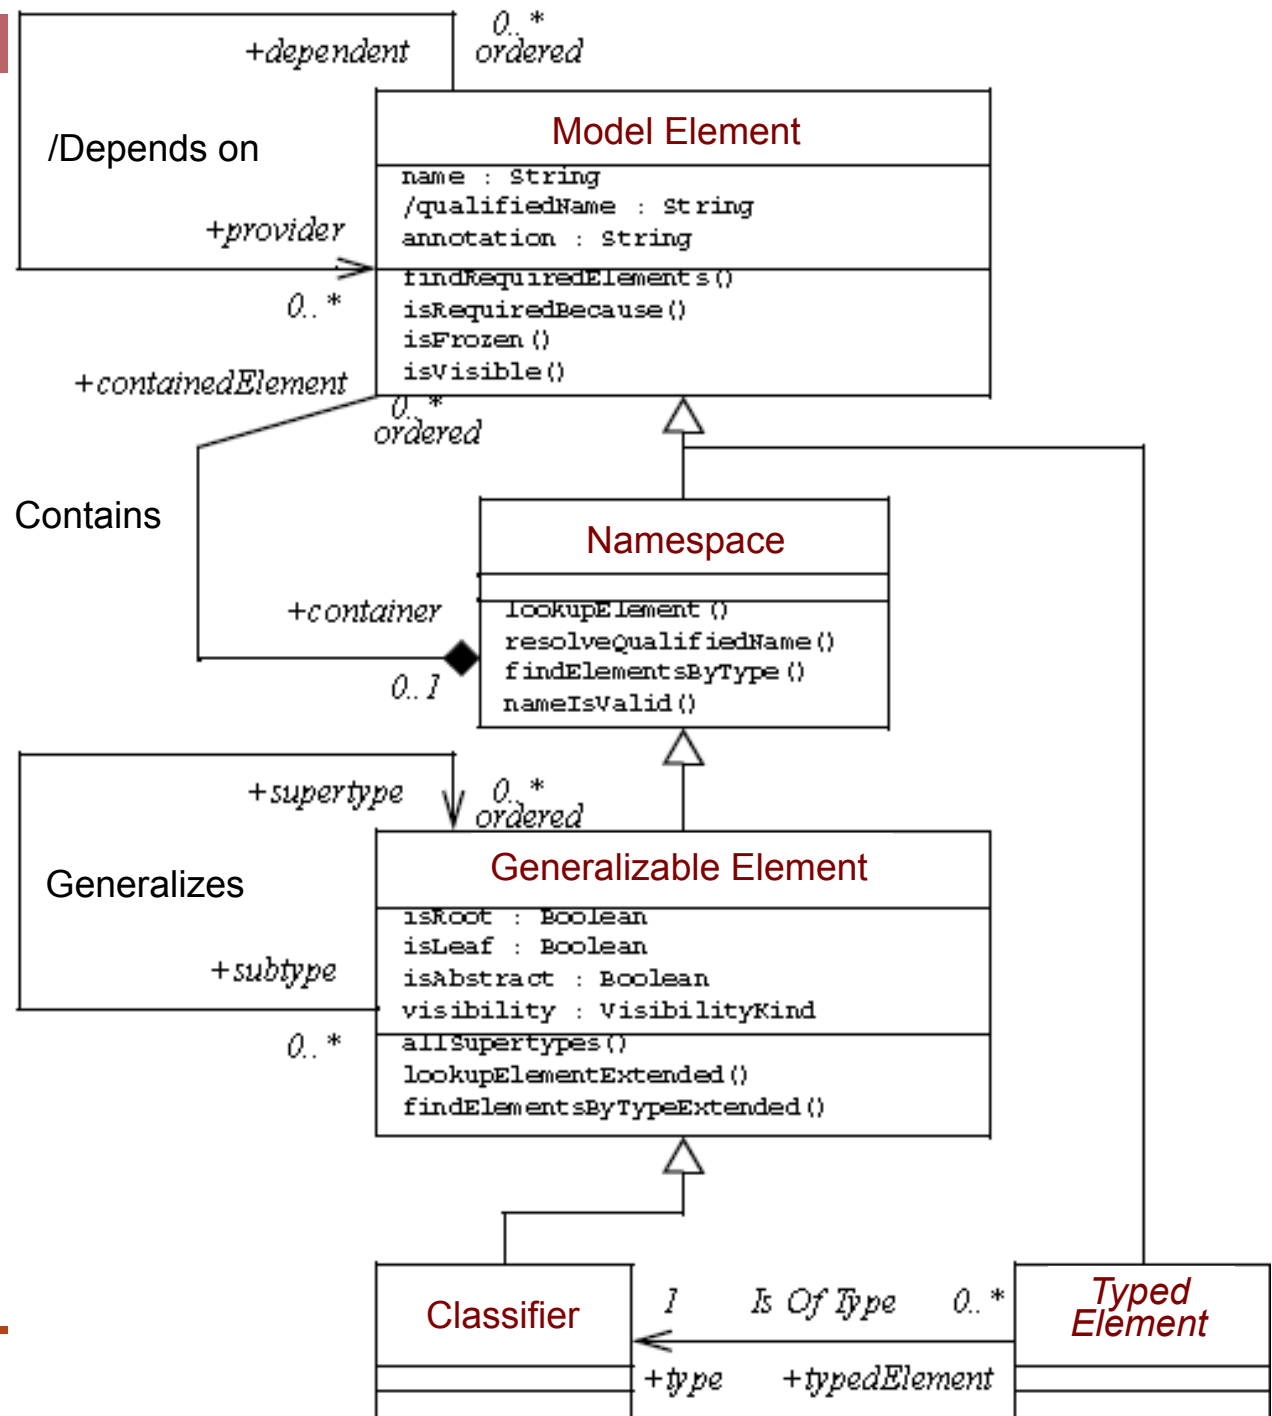 0..*
+dependent
ordered
Model Element
/Depends on
name : String
/qualifiedName : String
annotation : String
+provider
findRequiredElements()
0..*
isRequiredBecause()
isFrozen()
isVisible()
+containedElement
0..*
ordered
Contains
Namespace
+container
lookupElement()
resolveQualifiedName()
findElementsByType()
nameIsValid()
0..1
+supertype
0..*
ordered
Generalizable Element
Generalizes
isRoot : Boolean
isLeaf : Boolean
isAbstract : Boolean
visibility : VisibilityKind
+subtype
0..*
allSupertypes()
lookupElementExtended()
findElementsByTypeExtended()
Classifier
1 Is Of Type 0..*
+type +typedElement
Typed
Element